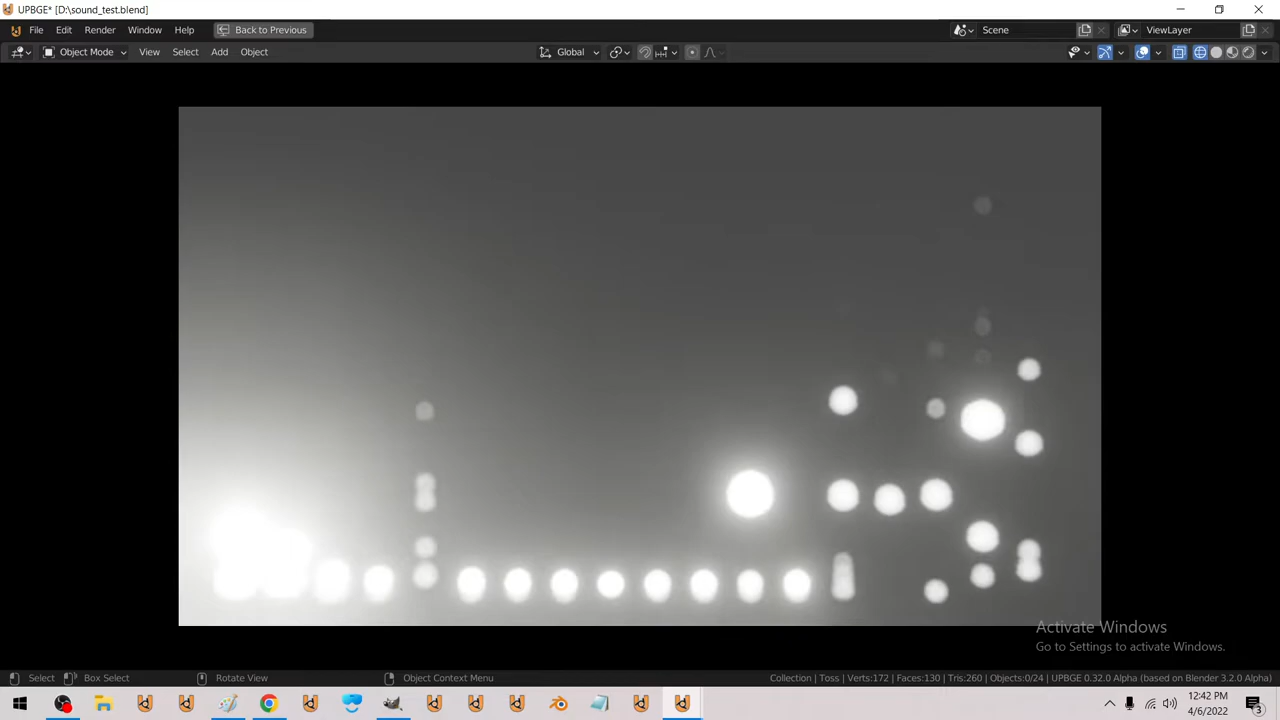 UPBGE* [D:\sound_test.blend]
File Edit Render Window Help Back to Previous Scene ViewLayer
Object Mode View Select Add Object Global
Activate Windows
Go to Settings to activate Windows.
Select Box Select Rotate View Object Context Menu Collection | Toss | Verts:172 | Faces:130 | Tris:260 | Objects:0/24 | UPBGE 0.32.0 Alpha (based on Blender 3.2.0 Alpha)
12:42 PM
4/6/2022
3